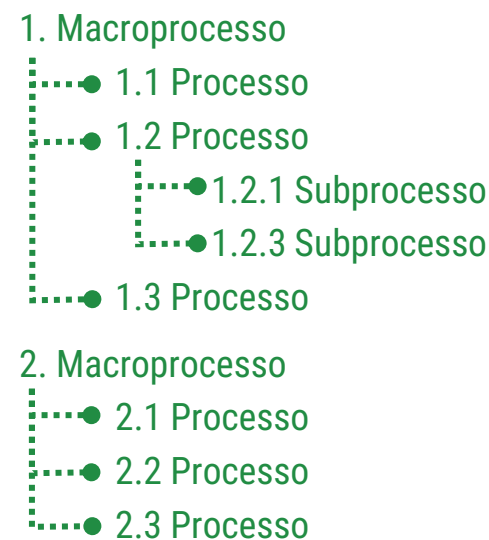 1. Macroprocesso
1.1 Processo
1.2 Processo
1.2.1 Subprocesso
1.2.3 Subprocesso
1.3 Processo
2. Macroprocesso
2.1 Processo
2.2 Processo
2.3 Processo